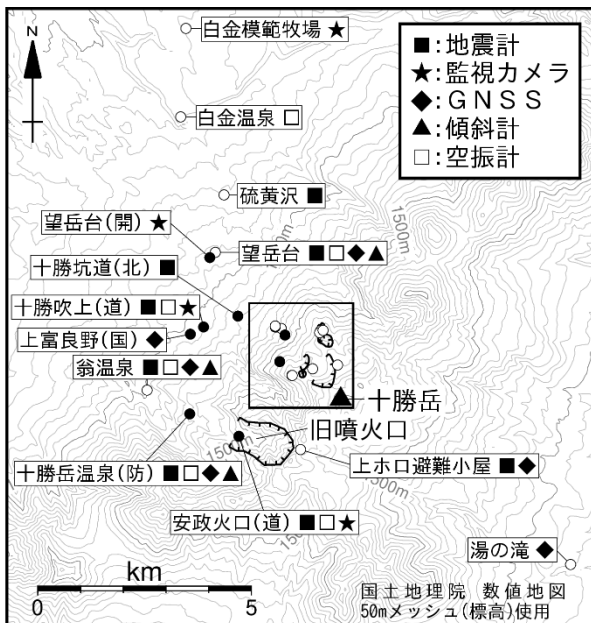 白金模範牧場 ★
N
■:地震計
★:監視カメラ
◆:GNSS
▲:傾斜計
□:空振計
白金温泉 □
硫黄沢 ■
1500m
望岳台(開) ★
望岳台 ■ □ ◆ ▲
十勝坑道(北) ■
十勝吹上(道) ■ □ ★
上富良野(国) ◆
翁温泉 ■ □ ◆ ▲
十勝岳
旧噴火口
十勝岳温泉(防) ■ □ ◆ ▲
上ホロ避難小屋 ■ ◆
安政火口(道) ■ □ ★
湯の滝 ◆
km
0 5
国土地理院 数値地図
50mメッシュ(標高)使用